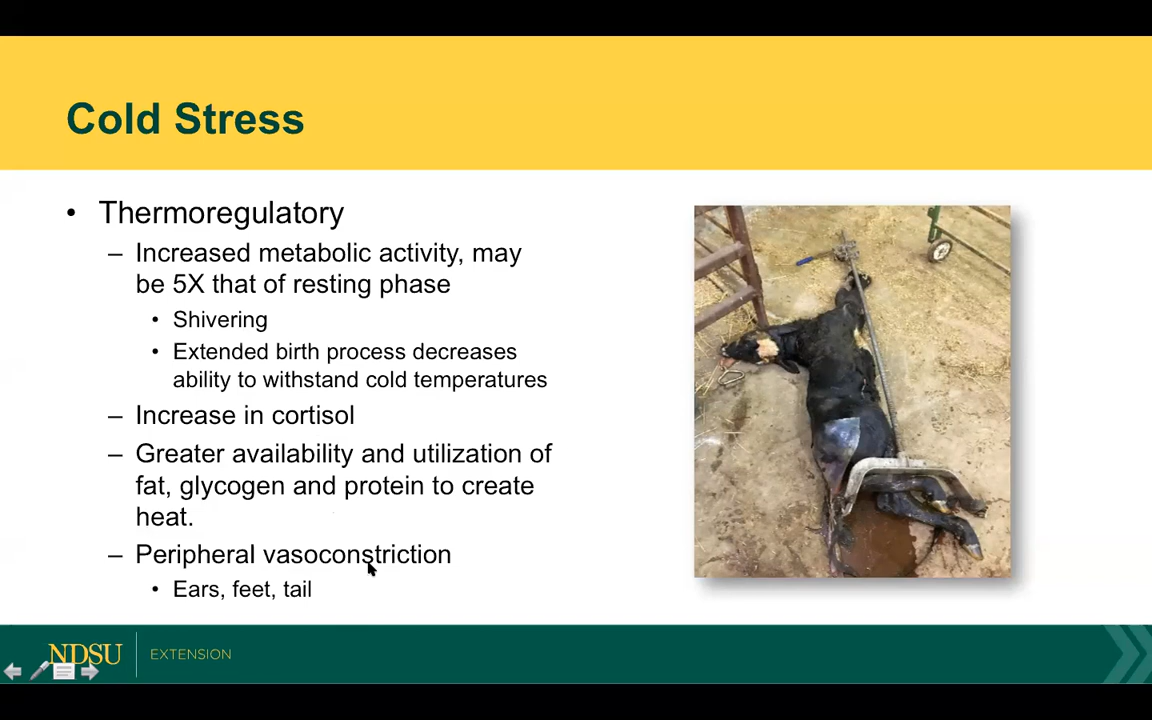 Cold Stress
• Thermoregulatory
– Increased metabolic activity, may
be 5X that of resting phase
• Shivering
• Extended birth process decreases
ability to withstand cold temperatures
– Increase in cortisol
– Greater availability and utilization of
fat, glycogen and protein to create
heat.
– Peripheral vasoconstriction
• Ears, feet, tail
NDSU EXTENSION